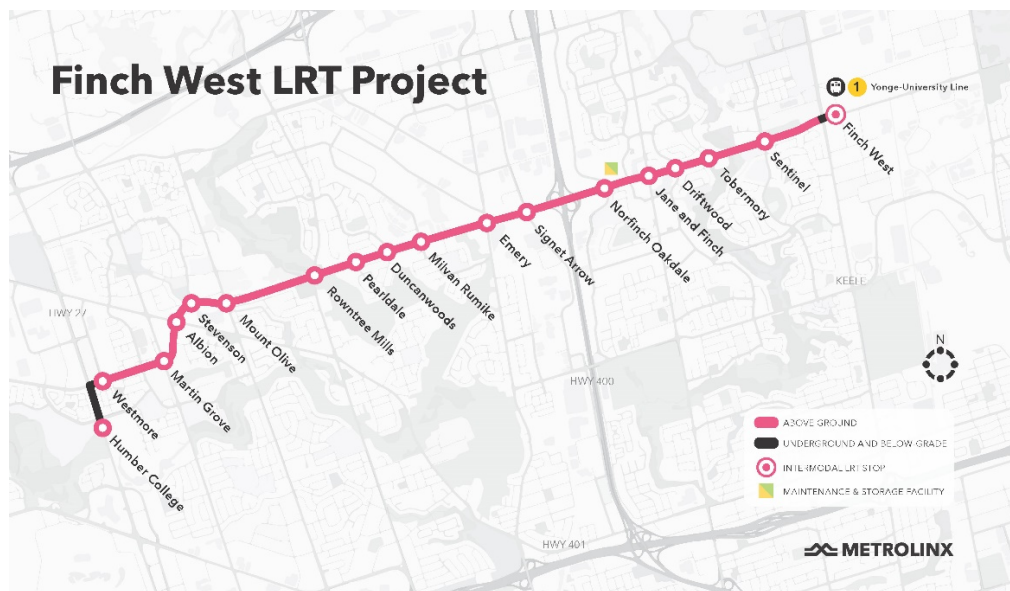 Finch West LRT Project
1 Yonge-University Line
Finch West
Sentinel
Tobermory
Driftwood
Jane and Finch
Norfinch Oakdale
Signet Arrow
Emery
Milvan Rumike
Duncanwoods
Pearldale
Rowntree Mills
Mount Olive
Stevenson
Albion
Martin Grove
Westmore
Humber College
HWY 27
KEELE
HWY 400
HWY 401
N
ABOVE GROUND
UNDERGROUND AND BELOW GRADE
INTERMODAL LRT STOP
MAINTENANCE & STORAGE FACILITY
METROLINX